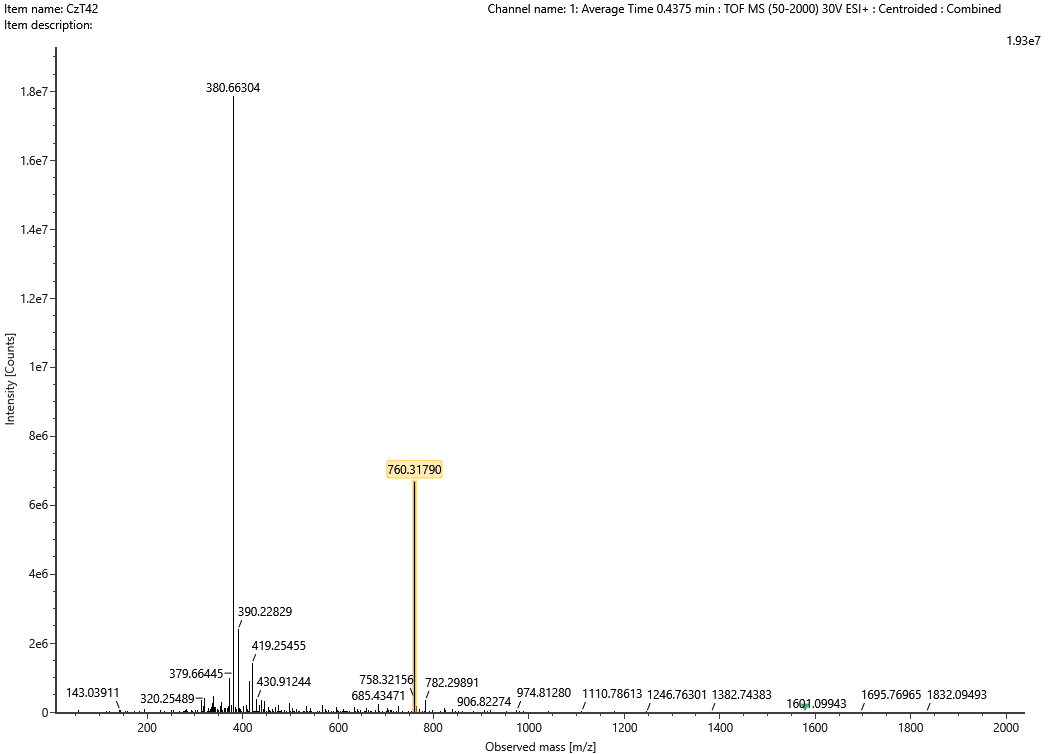 Item name: CzT42
Channel name: 1: Average Time 0.4375 min : TOF MS (50-2000) 30V ESI+ : Centroided : Combined
Item description:
1.93e7
380.66304
1.8e7
1.6e7
1.4e7
1.2e7
1e7
8e6
760.31790
6e6
4e6
390.22829
2e6
419.25455
379.66445
430.91244
758.32156
782.29891
143.03911
320.25489
685.43471
906.82274
974.81280
1110.78613
1246.76301
1382.74383
1601.09943
1695.76965
1832.09493
0
200
400
600
800
1000
1200
1400
1600
1800
2000
Intensity [Counts]
Observed mass [m/z]